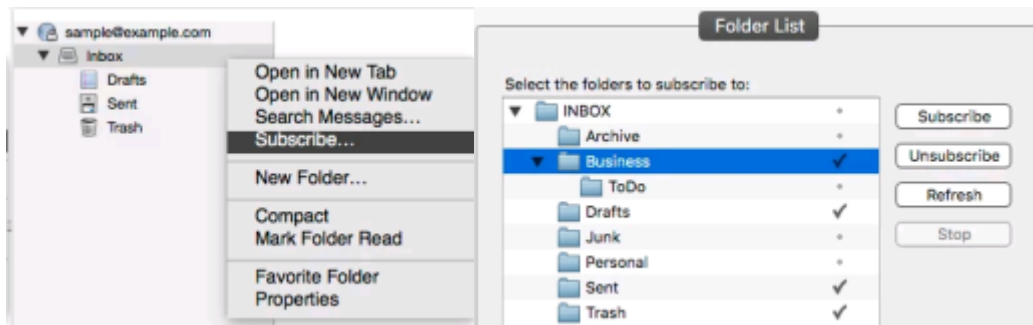 sample@example.com
Inbox
Drafts
Sent
Trash
Open in New Tab
Open in New Window
Search Messages...
Subscribe...
New Folder...
Compact
Mark Folder Read
Favorite Folder
Properties
Folder List
Select the folders to subscribe to:
INBOX
Archive
Business
ToDo
Drafts
Junk
Personal
Sent
Trash
Subscribe
Unsubscribe
Refresh
Stop